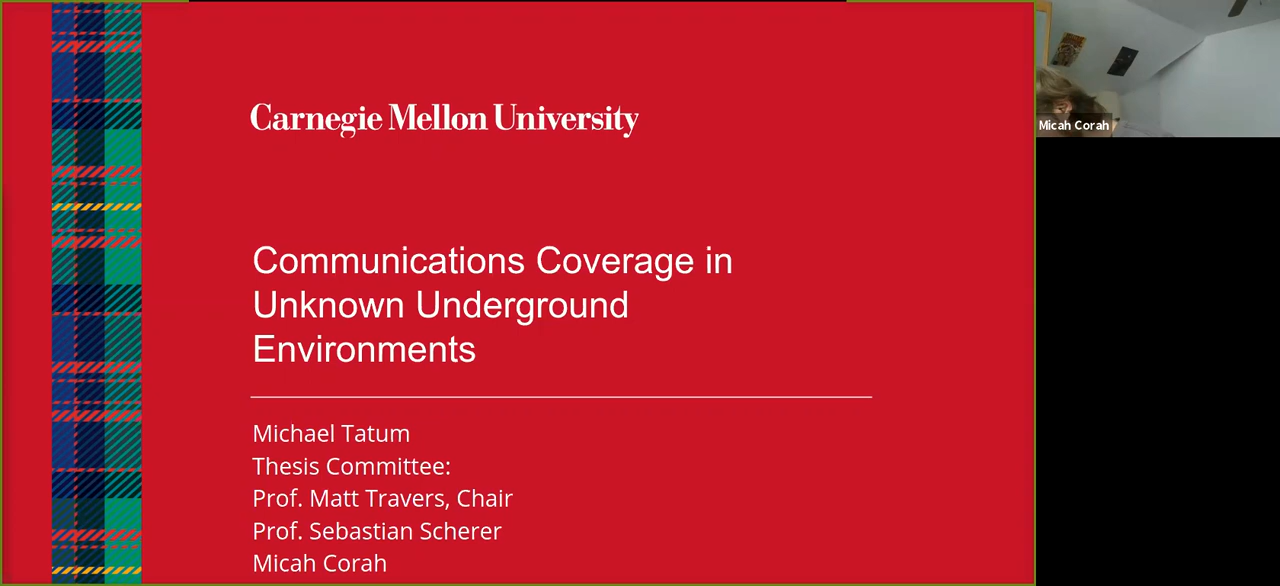 Carnegie Mellon University
Communications Coverage in
Unknown Underground
Environments
Michael Tatum
Thesis Committee:
Prof. Matt Travers, Chair
Prof. Sebastian Scherer
Micah Corah
Micah Corah